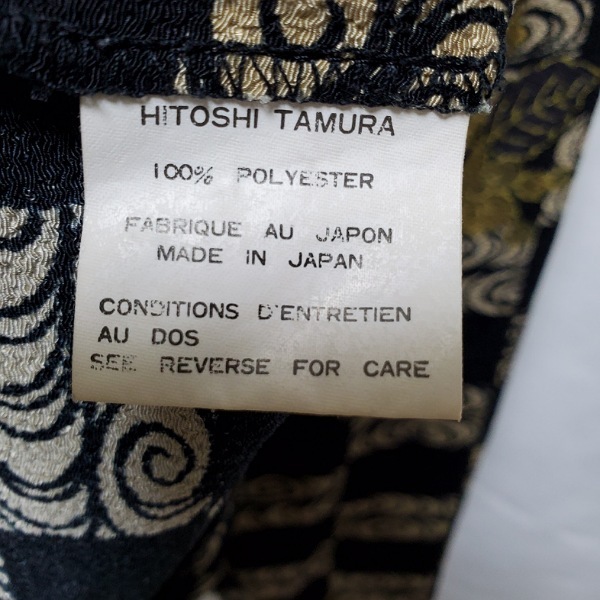 HITOSHI TAMURA
100% POLYESTER
FABRIQUE AU JAPON
MADE IN JAPAN
CONDITIONS D'ENTRETIEN
AU DOS
SEE REVERSE FOR CARE